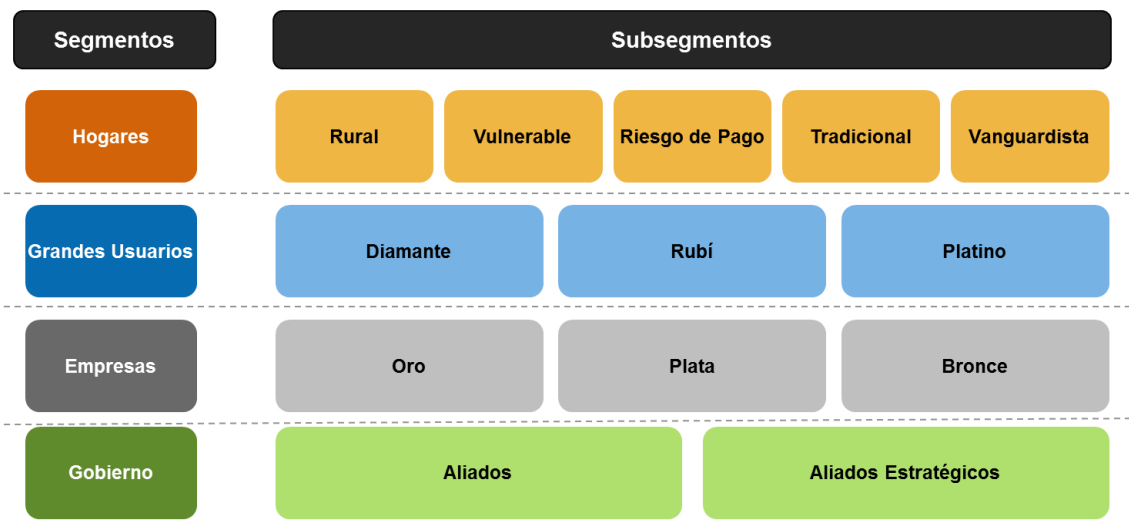 Segmentos
Subsegmentos
Hogares
Rural
Vulnerable
Riesgo de Pago
Tradicional
Vanguardista
Grandes Usuarios
Diamante
Rubí
Platino
Empresas
Oro
Plata
Bronce
Gobierno
Aliados
Aliados Estratégicos